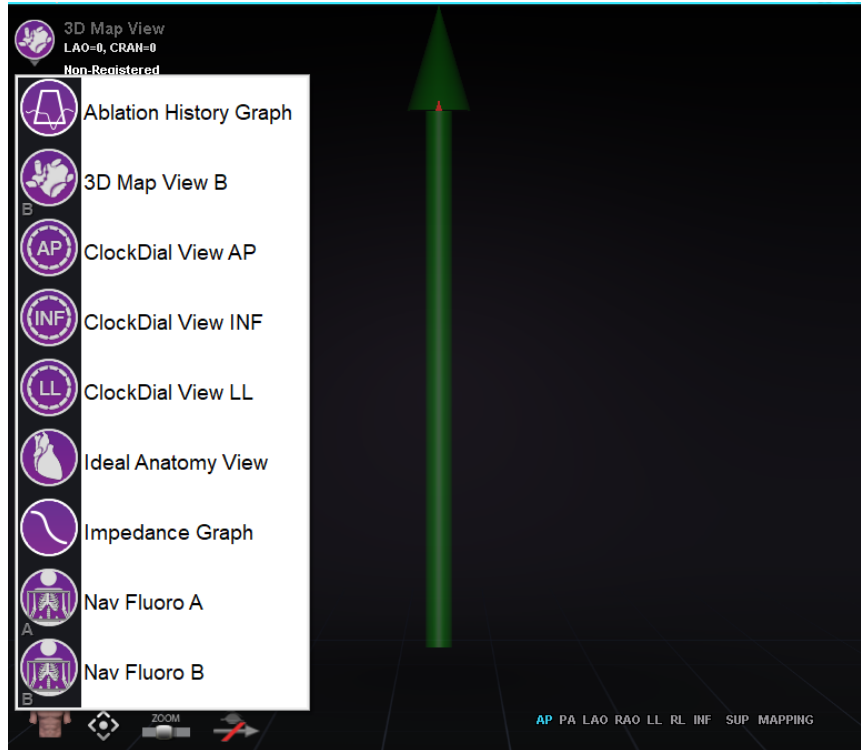 3D Map View
LAO=0, CRAN=0
Non-Registered
Ablation History Graph
3D Map View B
B
AP
ClockDial View AP
INF
ClockDial View INF
LL
ClockDial View LL
Ideal Anatomy View
Impedance Graph
Nav Fluoro A
A
Nav Fluoro B
B
ZOOM
AP PA LAO RAO LL RL INF SUP MAPPING